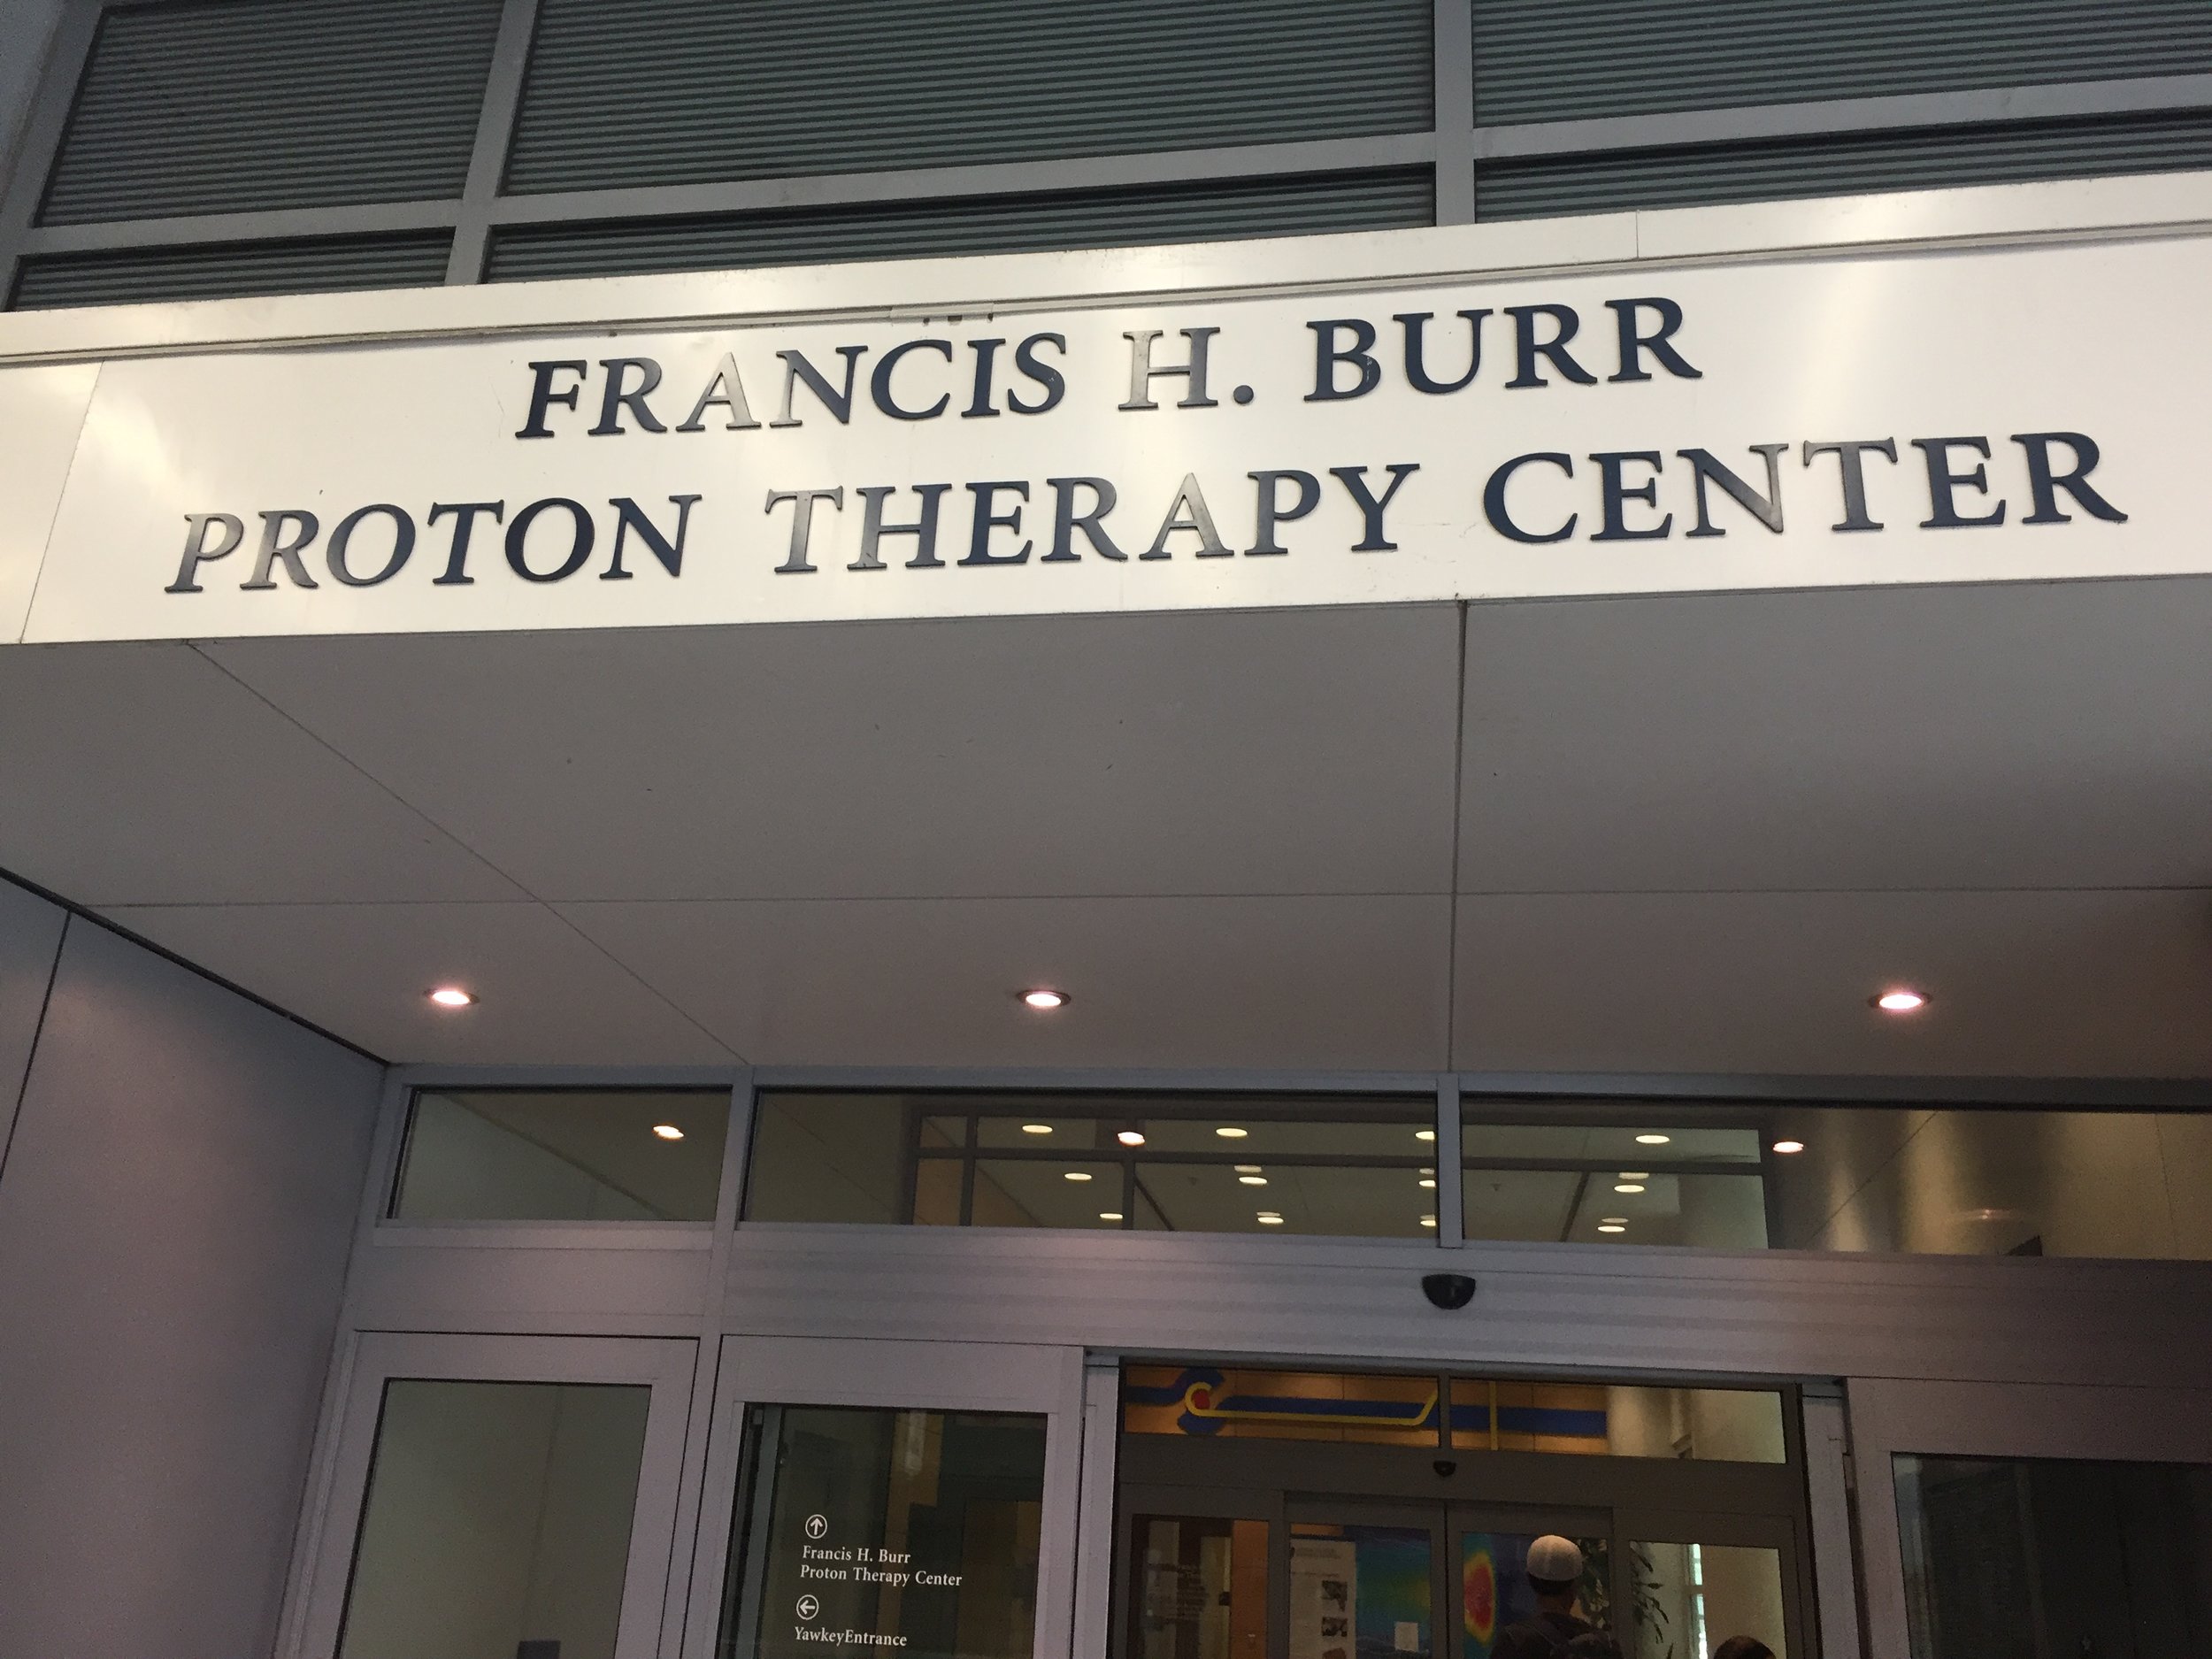 FRANCIS H. BURR
PROTON THERAPY CENTER
Francis H. Burr
Proton Therapy Center
YawkeyEntrance